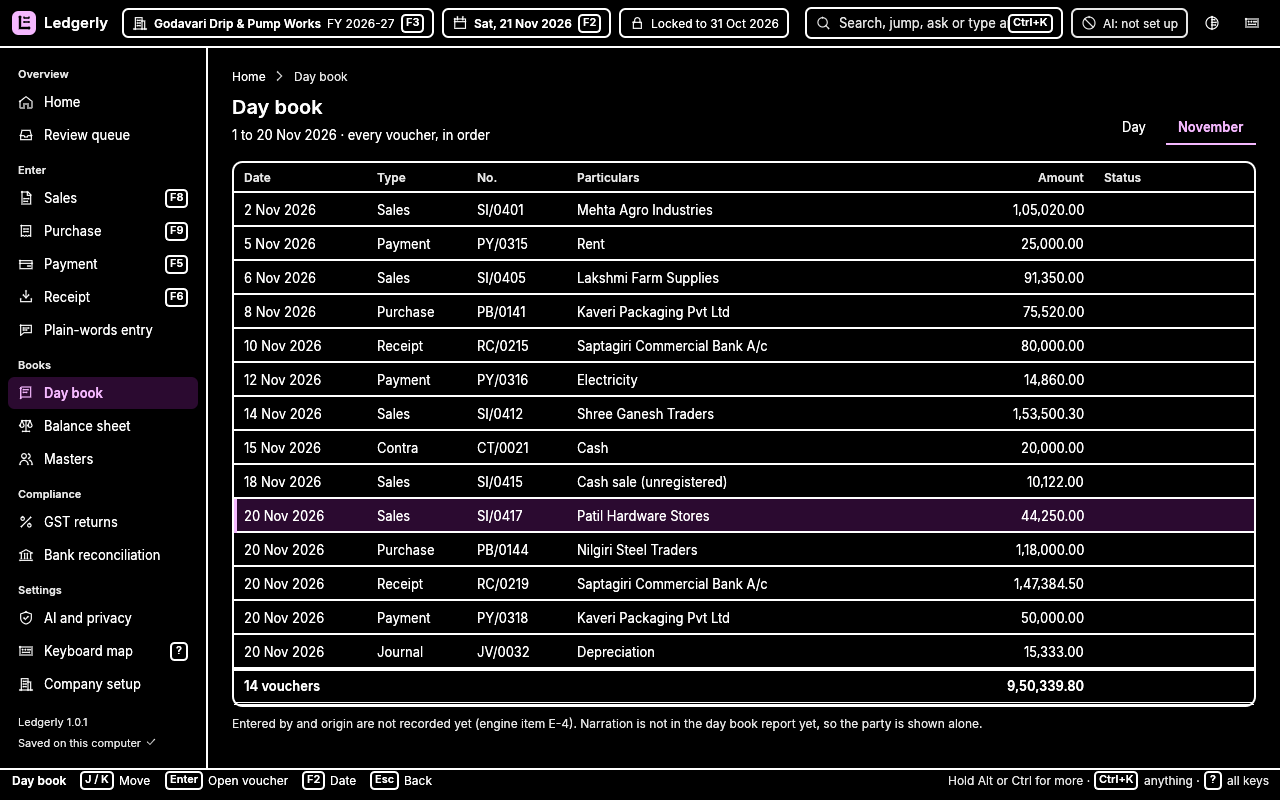 Ledgerly
Godavari Drip & Pump Works FY 2026-27 F3
Sat, 21 Nov 2026 F2
Locked to 31 Oct 2026
Search, jump, ask or type a Ctrl+K
AI: not set up
Overview
Home
Review queue
Enter
Sales F8
Purchase F9
Payment F5
Receipt F6
Plain-words entry
Books
Day book
Balance sheet
Masters
Compliance
GST returns
Bank reconciliation
Settings
AI and privacy
Keyboard map ?
Company setup
Ledgerly 1.0.1
Saved on this computer
Home > Day book
Day book
1 to 20 Nov 2026 · every voucher, in order
Day November
Date Type No. Particulars Amount Status
2 Nov 2026 Sales SI/0401 Mehta Agro Industries 1,05,020.00
5 Nov 2026 Payment PY/0315 Rent 25,000.00
6 Nov 2026 Sales SI/0405 Lakshmi Farm Supplies 91,350.00
8 Nov 2026 Purchase PB/0141 Kaveri Packaging Pvt Ltd 75,520.00
10 Nov 2026 Receipt RC/0215 Saptagiri Commercial Bank A/c 80,000.00
12 Nov 2026 Payment PY/0316 Electricity 14,860.00
14 Nov 2026 Sales SI/0412 Shree Ganesh Traders 1,53,500.30
15 Nov 2026 Contra CT/0021 Cash 20,000.00
18 Nov 2026 Sales SI/0415 Cash sale (unregistered) 10,122.00
20 Nov 2026 Sales SI/0417 Patil Hardware Stores 44,250.00
20 Nov 2026 Purchase PB/0144 Nilgiri Steel Traders 1,18,000.00
20 Nov 2026 Receipt RC/0219 Saptagiri Commercial Bank A/c 1,47,384.50
20 Nov 2026 Payment PY/0318 Kaveri Packaging Pvt Ltd 50,000.00
20 Nov 2026 Journal JV/0032 Depreciation 15,333.00
14 vouchers 9,50,339.80
Entered by and origin are not recorded yet (engine item E-4). Narration is not in the day book report yet, so the party is shown alone.
Day book J / K Move Enter Open voucher F2 Date Esc Back
Hold Alt or Ctrl for more · Ctrl+K anything · ? all keys